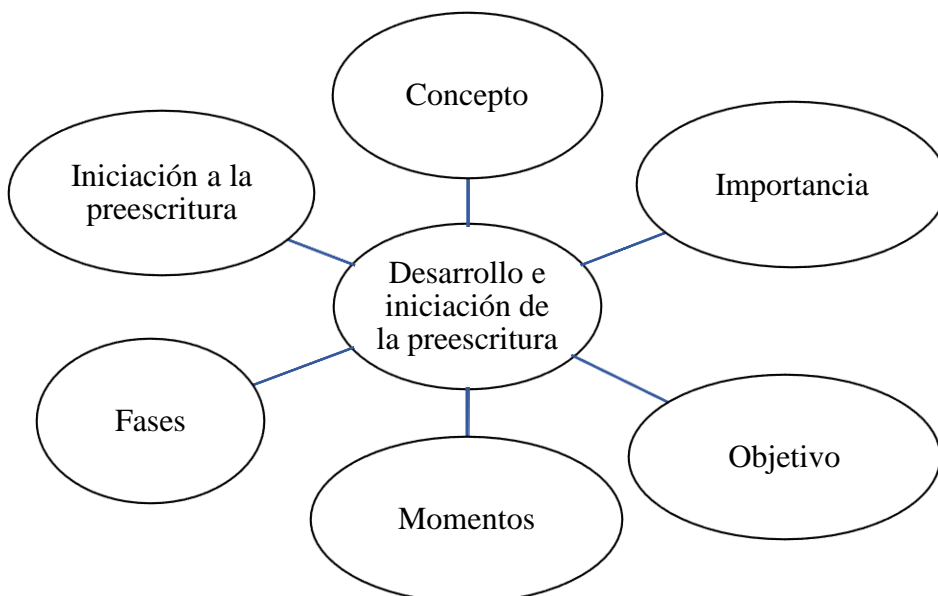 Concepto
Iniciación a la
preescritura
Importancia
Desarrollo e
iniciación de
la preescritura
Fases
Objetivo
Momentos